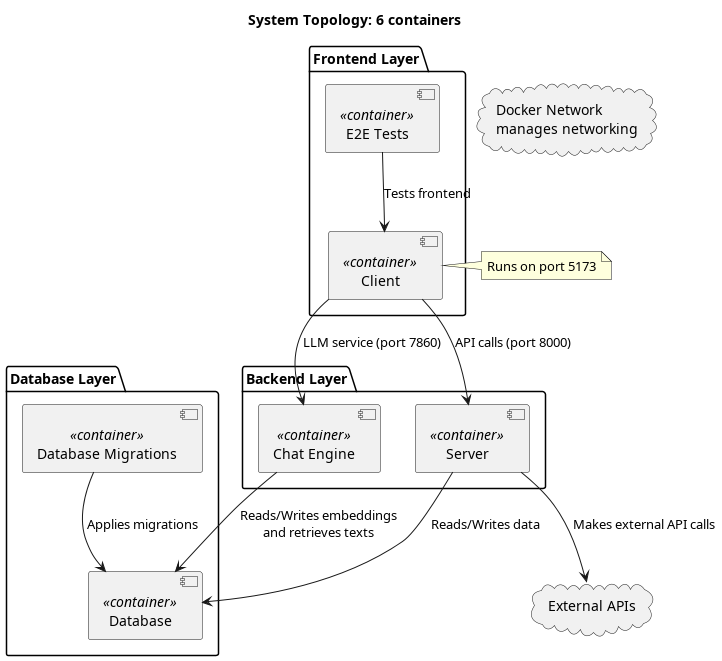 System Topology: 6 containers
Frontend Layer
«container»
E2E Tests
Docker Network
manages networking
Tests frontend
«container»
Client
Runs on port 5173
LLM service (port 7860)
API calls (port 8000)
Database Layer
Backend Layer
«container»
Database Migrations
«container»
Chat Engine
«container»
Server
Applies migrations
Reads/Writes embeddings
and retrieves texts
Reads/Writes data
Makes external API calls
«container»
Database
External APIs